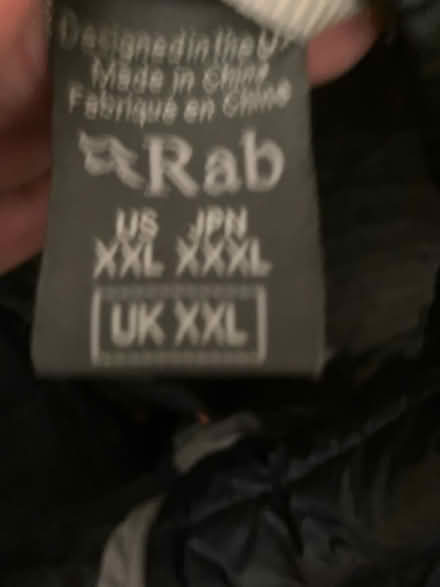 Designed in the UK
Made in China
Fabriqué en Chine
Rab
US JPN
XXL XXXL
UK XXL